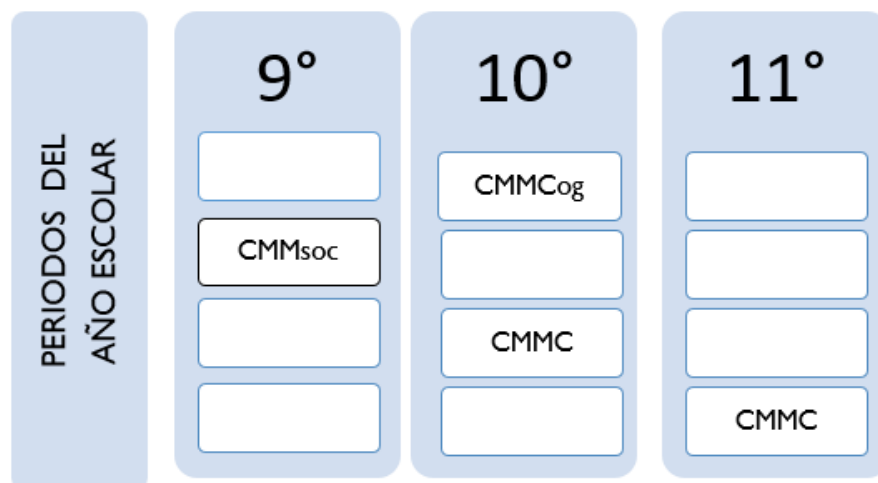 PERIODOS DEL
AÑO ESCOLAR
9°
CMMsoc
10°
CMMCog
CMMC
11°
CMMC